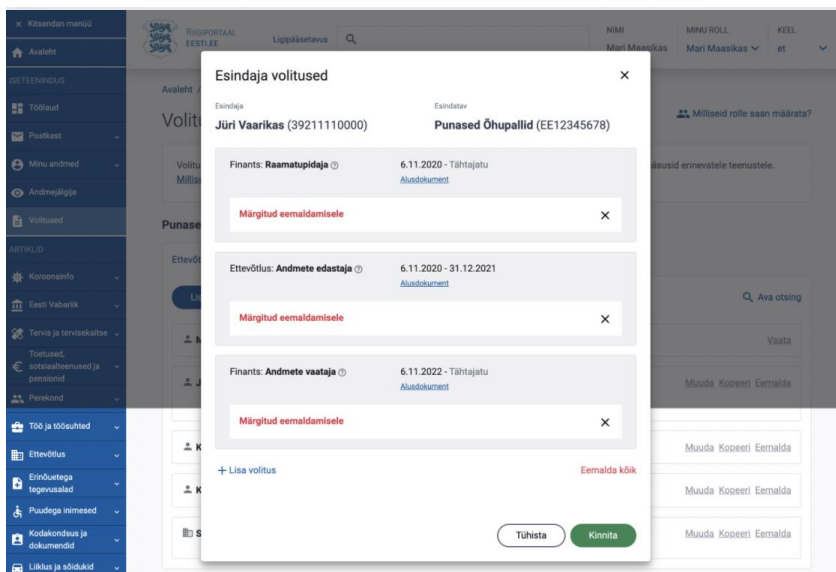 × Kitsendan menüü
Avaleht
ISETEENINDUS
Töölaud
Postkast
Minu andmed
Andmejälgija
Volitused
ARTIKLID
Koroonainfo
Eesti Vabariik
Tervis ja tervisekaitse
Toetused,
sotsiaalteenused ja
pensionid
Perekond
Töö ja töösuhted
Ettevõtlus
Erinõuetega
tegevusalad
Puudega inimesed
Kodakondsus ja
dokumendid
Liiklus ja sõidukid
RIIGIPORTAAL
EESTI.EE
Ligipääsetavus
NIMI
Mari Maasikas
MINU ROLL
Mari Maasikas
KEEL
et
Avaleht /
Milliseid rolle saan määrata?
Punase
Ava otsing
Vaata
Muuda Kopeeri Eemalda
Muuda Kopeeri Eemalda
Muuda Kopeeri Eemalda
Muuda Kopeeri Eemalda
Esindaja volitused
Esindaja
Jüri Vaarikas (39211110000)
Esindatav
Punased Õhupallid (EE12345678)
Finants: Raamatupidaja
6.11.2020 - Tähtajatu
Alusdokument
Märgitud eemaldamisele
Ettevõtlus: Andmete edastaja
6.11.2020 - 31.12.2021
Alusdokument
Märgitud eemaldamisele
Finants: Andmete vaataja
6.11.2022 - Tähtajatu
Alusdokument
Märgitud eemaldamisele
+ Lisa volitus
Eemalda kõik
Tühista
Kinnita